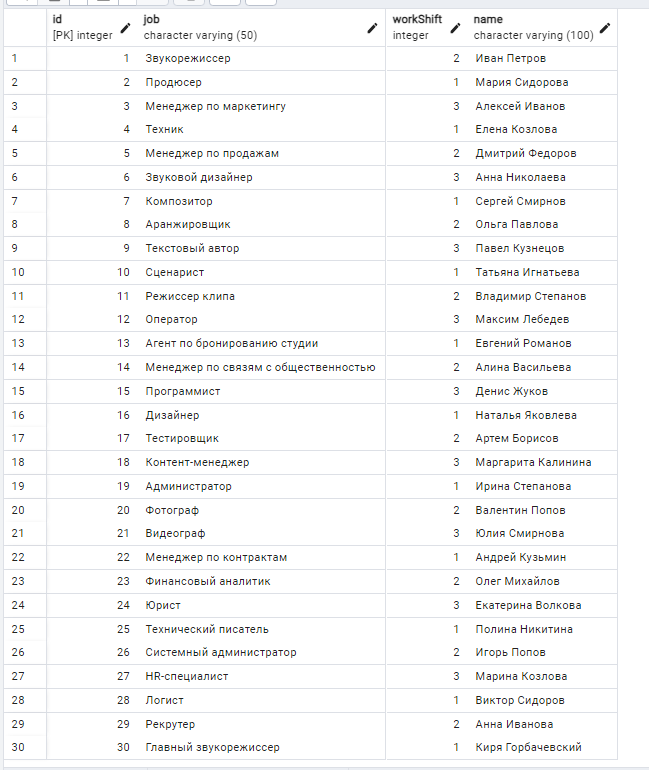 id job workShift name
[PK] integer character varying (50) integer character varying (100)
1 1 Звукорежиссер 2 Иван Петров
2 2 Продюсер 1 Мария Сидорова
3 3 Менеджер по маркетингу 3 Алексей Иванов
4 4 Техник 1 Елена Козлова
5 5 Менеджер по продажам 2 Дмитрий Федоров
6 6 Звуковой дизайнер 3 Анна Николаева
7 7 Композитор 1 Сергей Смирнов
8 8 Аранжировщик 2 Ольга Павлова
9 9 Текстовый автор 3 Павел Кузнецов
10 10 Сценарист 1 Татьяна Игнатьева
11 11 Режиссер клипа 2 Владимир Степанов
12 12 Оператор 3 Максим Лебедев
13 13 Агент по бронированию студии 1 Евгений Романов
14 14 Менеджер по связям с общественностью 2 Алина Васильева
15 15 Программист 3 Денис Жуков
16 16 Дизайнер 1 Наталья Яковлева
17 17 Тестировщик 2 Артем Борисов
18 18 Контент-менеджер 3 Маргарита Калинина
19 19 Администратор 1 Ирина Степанова
20 20 Фотограф 2 Валентин Попов
21 21 Видеограф 3 Юлия Смирнова
22 22 Менеджер по контрактам 1 Андрей Кузьмин
23 23 Финансовый аналитик 2 Олег Михайлов
24 24 Юрист 3 Екатерина Волкова
25 25 Технический писатель 1 Полина Никитина
26 26 Системный администратор 2 Игорь Попов
27 27 HR-специалист 3 Марина Козлова
28 28 Логист 1 Виктор Сидоров
29 29 Рекрутер 2 Анна Иванова
30 30 Главный звукорежиссер 1 Киря Горбачевский